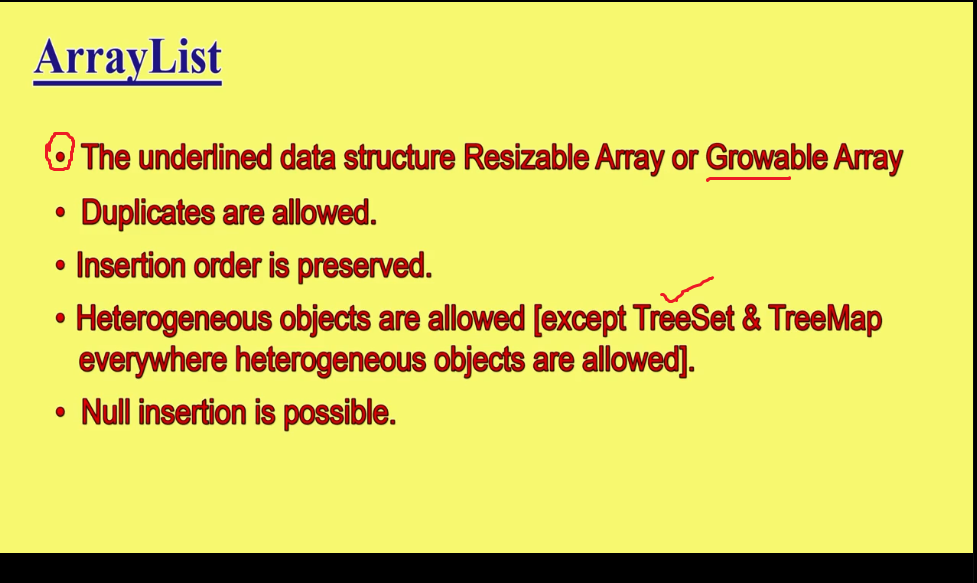 ArrayList
• The underlined data structure Resizable Array or Growable Array
• Duplicates are allowed.
• Insertion order is preserved.
• Heterogeneous objects are allowed [except TreeSet & TreeMap
everywhere heterogeneous objects are allowed].
• Null insertion is possible.